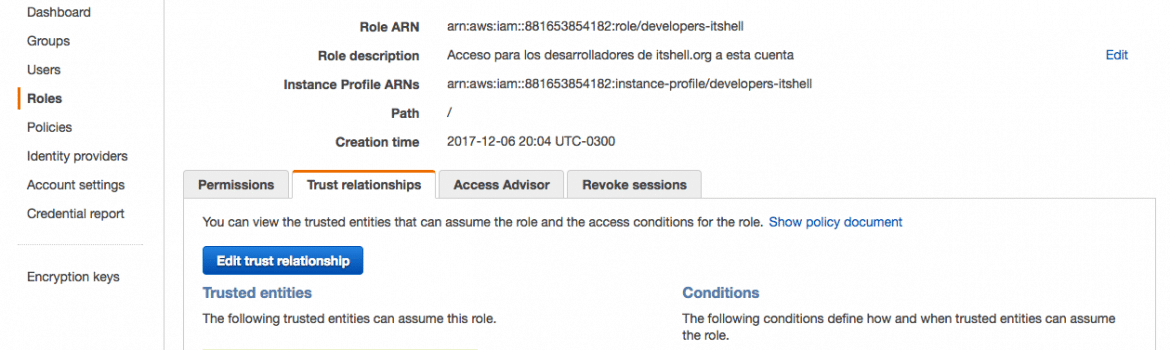 Dashboard
Groups
Users
Roles
Policies
Identity providers
Account settings
Credential report
Encryption keys
Role ARN arn:aws:iam::881653854182:role/developers-itshell
Role description Acceso para los desarrolladores de itshell.org a esta cuenta Edit
Instance Profile ARNs arn:aws:iam::881653854182:instance-profile/developers-itshell
Path /
Creation time 2017-12-06 20:04 UTC-0300
Permissions Trust relationships Access Advisor Revoke sessions
You can view the trusted entities that can assume the role and the access conditions for the role. Show policy document
Edit trust relationship
Trusted entities
The following trusted entities can assume this role.
Conditions
The following conditions define how and when trusted entities can assume
the role.